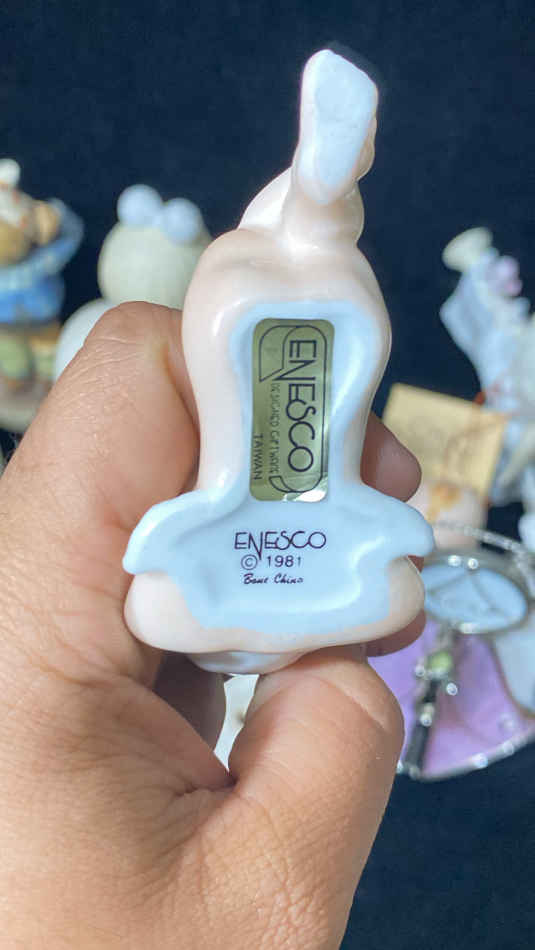 ENESCO
DESIGNED GIFTWARE
TAIWAN
ENESCO
© 1981
Bone China